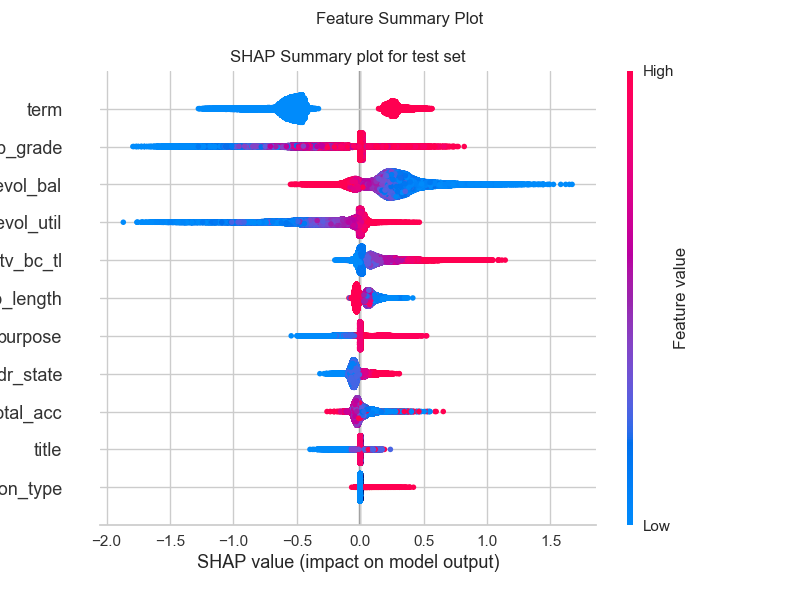 Feature Summary Plot
SHAP Summary plot for test set
High
term
b_grade
evol_bal
evol_util
tv_bc_tl
p_length
purpose
dr_state
otal_acc
title
on_type
Feature value
Low
−2.0 −1.5 −1.0 −0.5 0.0 0.5 1.0 1.5
SHAP value (impact on model output)